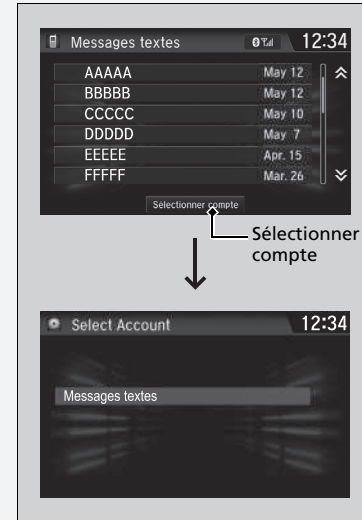 Messages textes 12:34
AAAAA May 12
BBBBB May 12
CCCCC May 10
DDDDD May 7
EEEEE Apr. 15
FFFFF Mar. 26
Sélectionner compte
Sélectionner
compte
Select Account 12:34
Messages textes